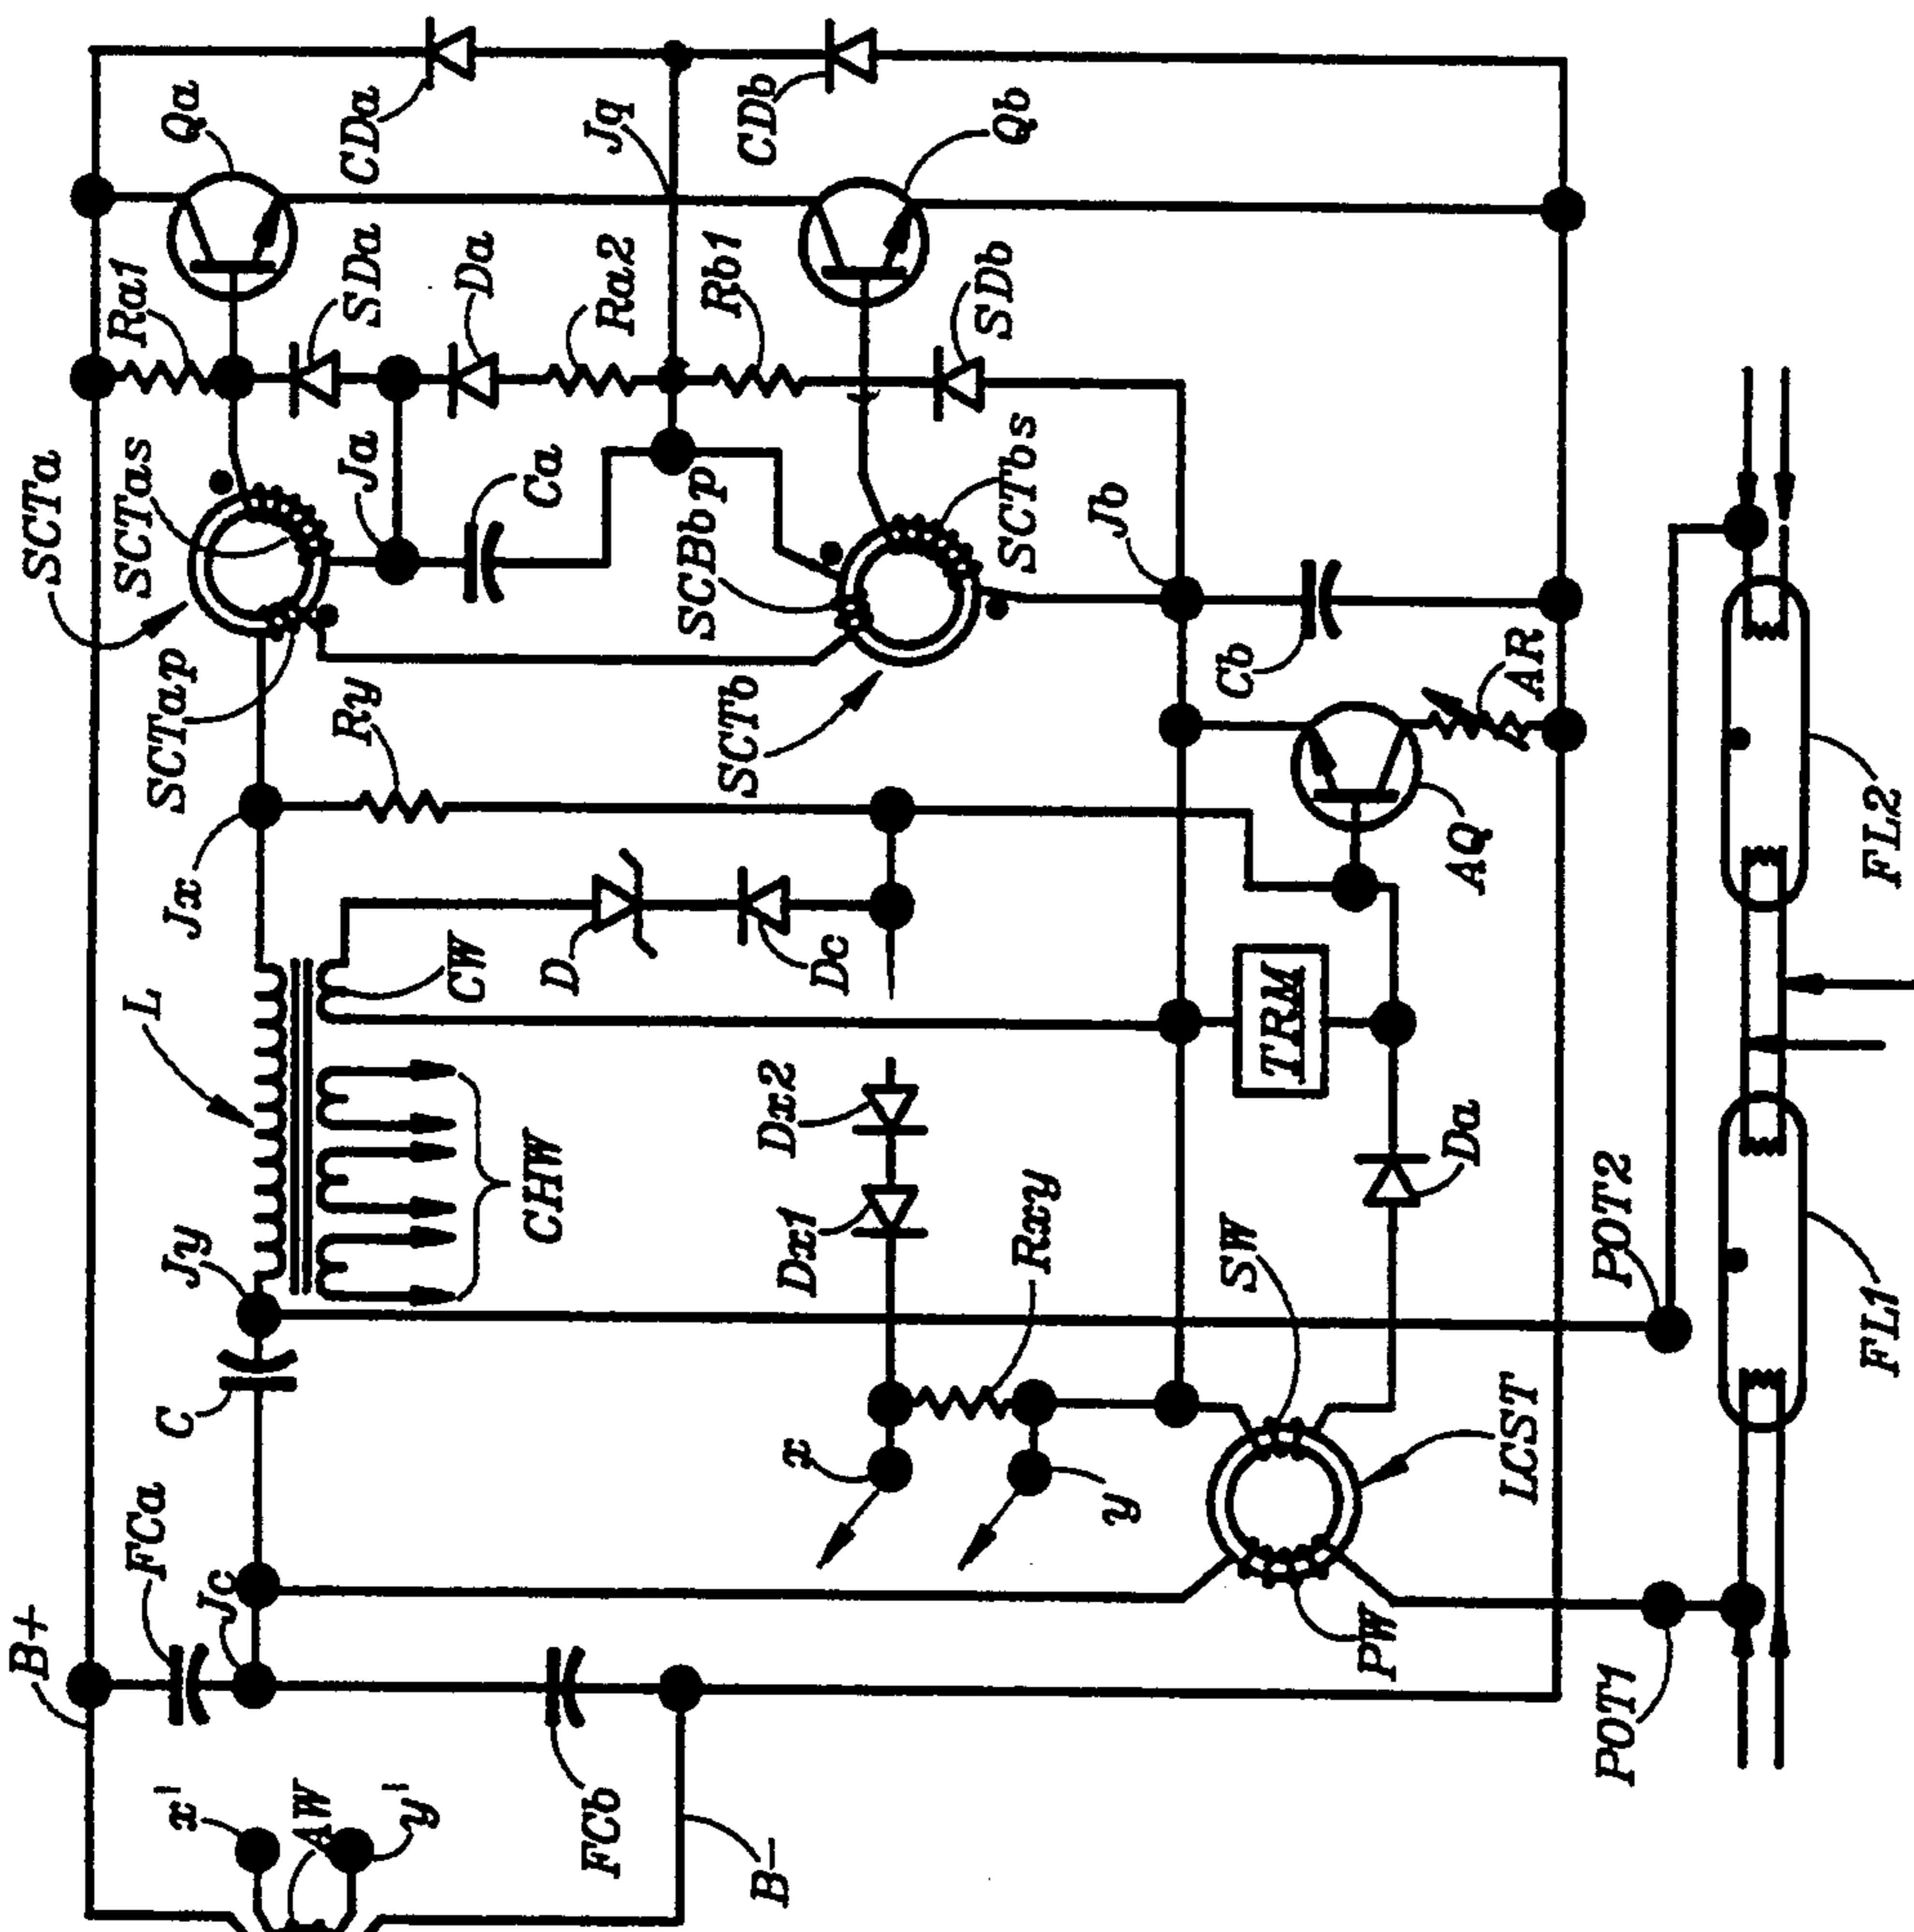 B+
x'
AW
y'
FCb
B-
FCa
Jc
C
Jy
L
CHW
CW
Jx
D
Dc
Dx2
Dx1
Rxy
x
y
SW
LCST
PW
POT1
POT2
FL1
FL2
TRM
Da
AQ
AR
Cb
Jb
Ry
SCTa
SCTas
SCTap
Ja
Ca
SCBbp
SCTb
SCTbs
Ra1
Qa
SDa
Da
Ra2
Rb1
SDb
CDa
Jq
CDb
Qb